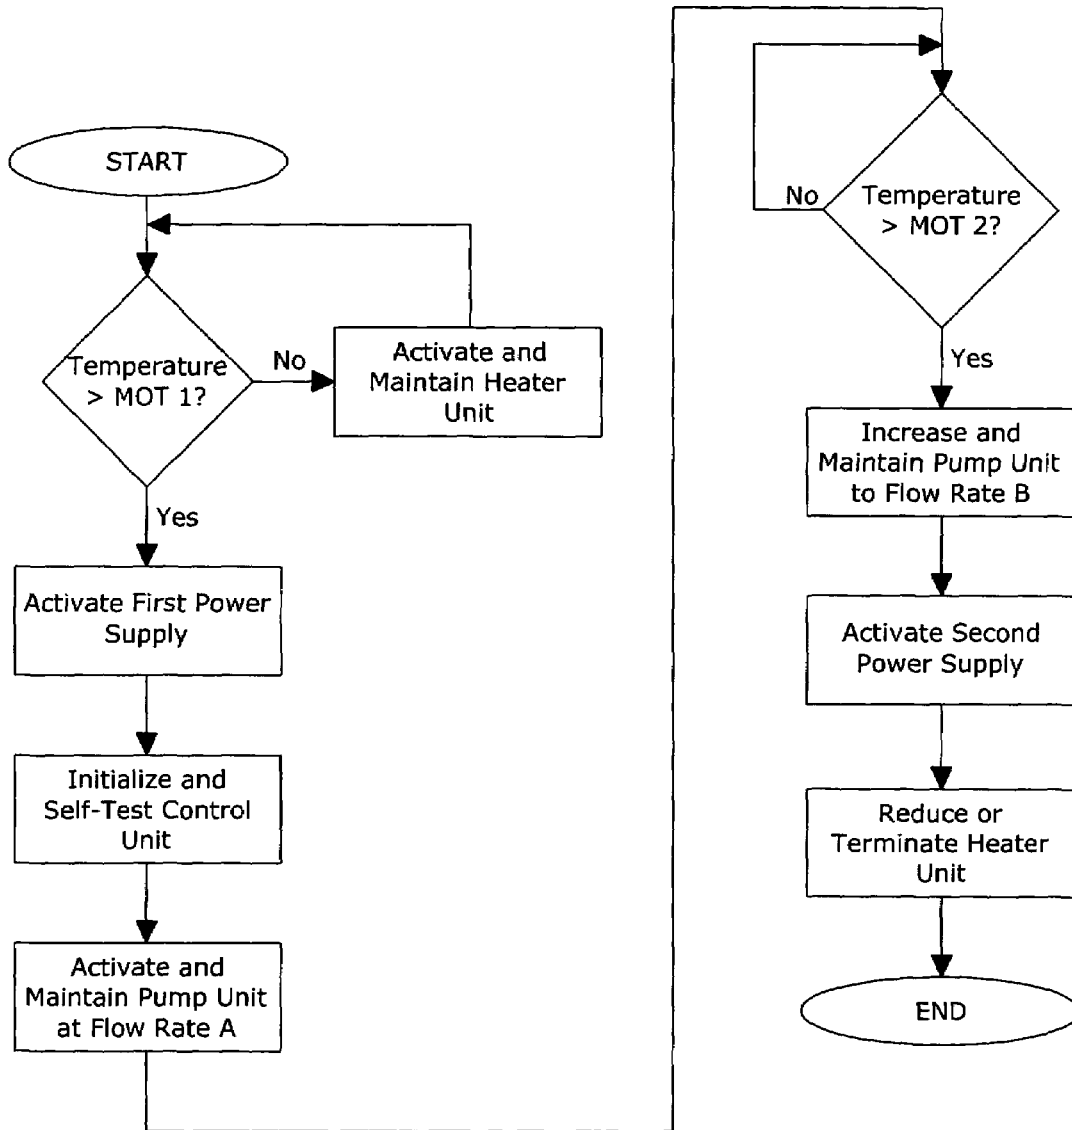 START
Temperature
> MOT 1?
No
Activate and
Maintain Heater
Unit
Yes
Activate First Power
Supply
Initialize and
Self-Test Control
Unit
Activate and
Maintain Pump Unit
at Flow Rate A
Temperature
> MOT 2?
No
Yes
Increase and
Maintain Pump Unit
to Flow Rate B
Activate Second
Power Supply
Reduce or
Terminate Heater
Unit
END